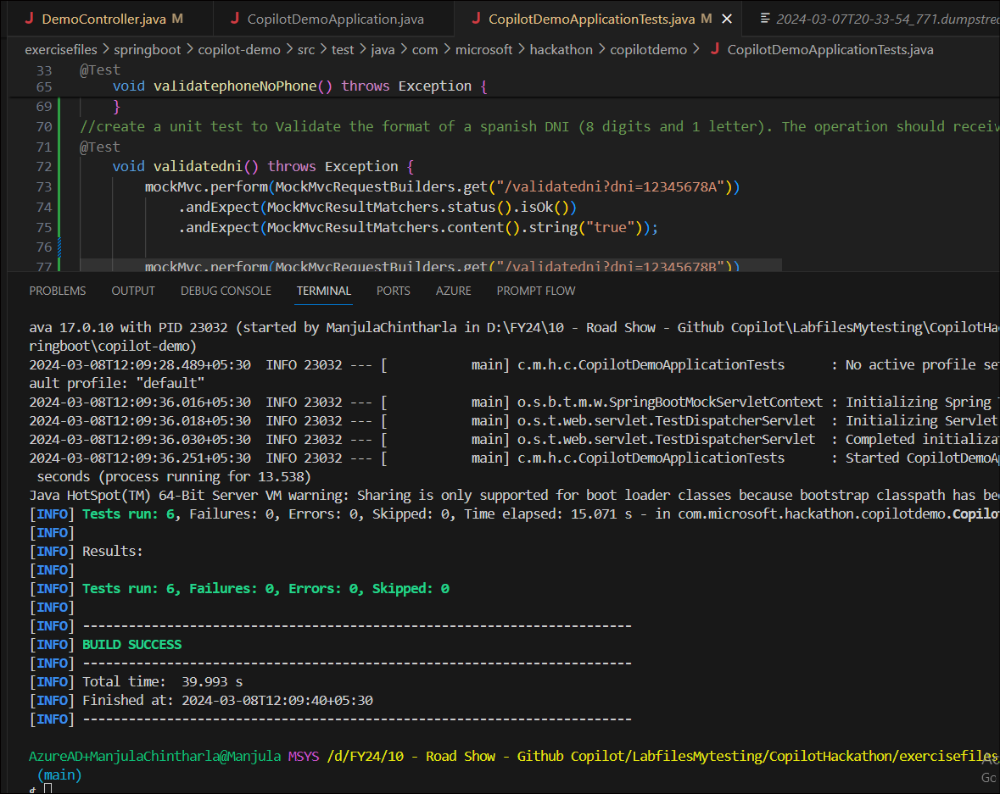 J DemoController.java M J CopilotDemoApplication.java J CopilotDemoApplicationTests.java M × 2024-03-07T20-33-54_771.dumpstrea
exercisefiles > springboot > copilot-demo > src > test > java > com > microsoft > hackathon > copilotdemo > J CopilotDemoApplicationTests.java
33 @Test
65 void validatephoneNoPhone() throws Exception {
69 }
70 //create a unit test to Validate the format of a spanish DNI (8 digits and 1 letter). The operation should receiv
71 @Test
72 void validatedni() throws Exception {
73 mockMvc.perform(MockMvcRequestBuilders.get("/validatedni?dni=12345678A"))
74 .andExpect(MockMvcResultMatchers.status().isOk())
75 .andExpect(MockMvcResultMatchers.content().string("true"));
76
77 mockMvc.perform(MockMvcRequestBuilders.get("/validatedni?dni=12345678B"))
PROBLEMS OUTPUT DEBUG CONSOLE TERMINAL PORTS AZURE PROMPT FLOW
ava 17.0.10 with PID 23032 (started by ManjulaChintharla in D:\FY24\10 - Road Show - Github Copilot\LabfilesMytesting\CopilotHac
ringboot\copilot-demo)
2024-03-08T12:09:28.489+05:30 INFO 23032 --- [ main] c.m.h.c.CopilotDemoApplicationTests : No active profile se
ault profile: "default"
2024-03-08T12:09:36.016+05:30 INFO 23032 --- [ main] o.s.b.t.m.w.SpringBootMockServletContext : Initializing Spring T
2024-03-08T12:09:36.018+05:30 INFO 23032 --- [ main] o.s.t.web.servlet.TestDispatcherServlet : Initializing Servlet
2024-03-08T12:09:36.030+05:30 INFO 23032 --- [ main] o.s.t.web.servlet.TestDispatcherServlet : Completed initializat
2024-03-08T12:09:36.251+05:30 INFO 23032 --- [ main] c.m.h.c.CopilotDemoApplicationTests : Started CopilotDemoAp
seconds (process running for 13.538)
Java HotSpot(TM) 64-Bit Server VM warning: Sharing is only supported for boot loader classes because bootstrap classpath has bee
[INFO] Tests run: 6, Failures: 0, Errors: 0, Skipped: 0, Time elapsed: 15.071 s - in com.microsoft.hackathon.copilotdemo.Copilot
[INFO]
[INFO] Results:
[INFO]
[INFO] Tests run: 6, Failures: 0, Errors: 0, Skipped: 0
[INFO]
[INFO] ------------------------------------------------------------------------
[INFO] BUILD SUCCESS
[INFO] ------------------------------------------------------------------------
[INFO] Total time:  39.993 s
[INFO] Finished at: 2024-03-08T12:09:40+05:30
[INFO] ------------------------------------------------------------------------
AzureAD+ManjulaChintharla@Manjula MSYS /d/FY24/10 - Road Show - Github Copilot/LabfilesMytesting/CopilotHackathon/exercisefiles
(main)
Gc